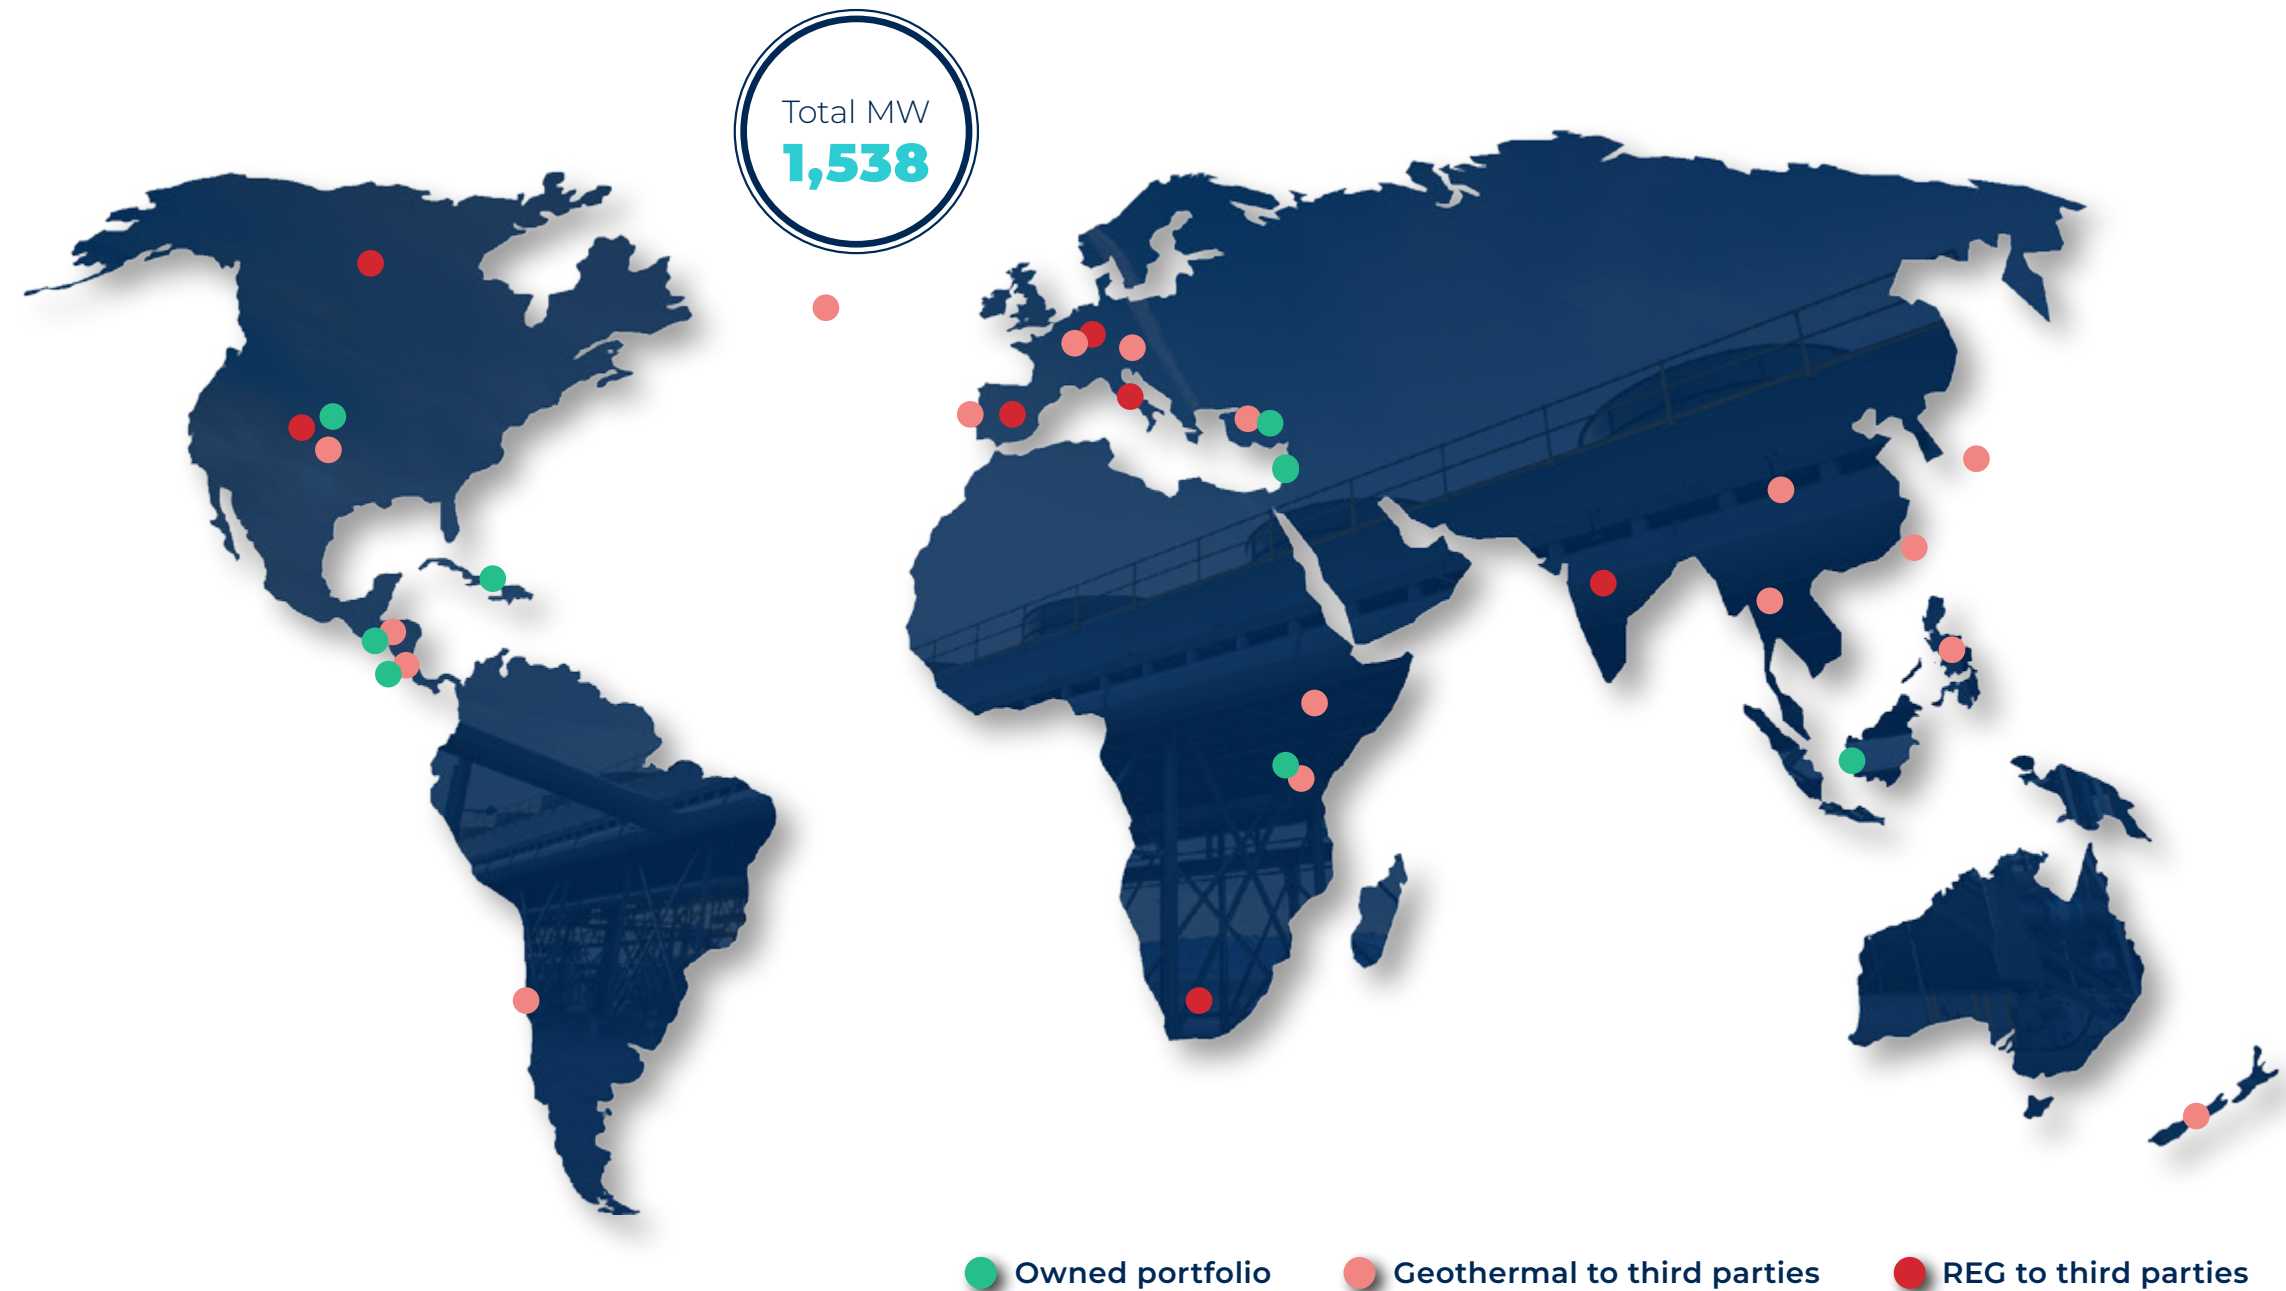 Total MW
1,538
Owned portfolio
Geothermal to third parties
REG to third parties